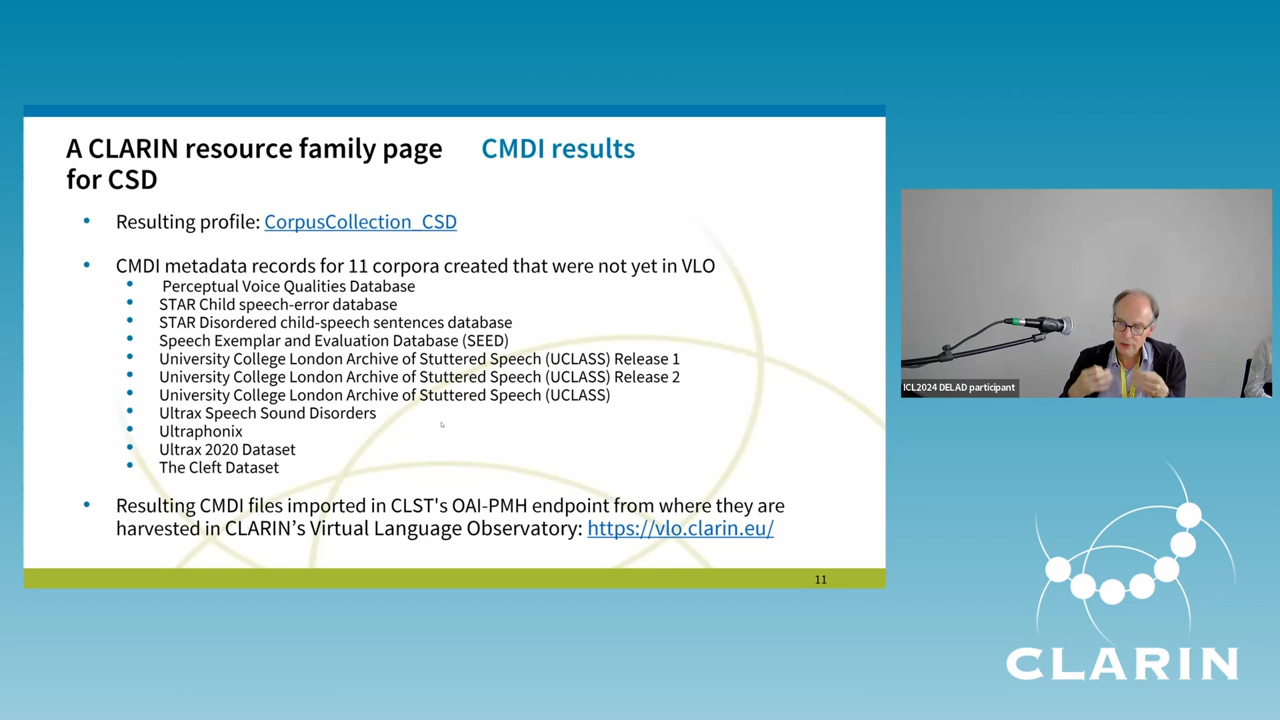 A CLARIN resource family page CMDI results
for CSD
• Resulting profile: CorpusCollection_CSD
• CMDI metadata records for 11 corpora created that were not yet in VLO
• Perceptual Voice Qualities Database
• STAR Child speech-error database
• STAR Disordered child-speech sentences database
• Speech Exemplar and Evaluation Database (SEED)
• University College London Archive of Stuttered Speech (UCLASS) Release 1
• University College London Archive of Stuttered Speech (UCLASS) Release 2
• University College London Archive of Stuttered Speech (UCLASS)
• Ultrax Speech Sound Disorders
• Ultraphonix
• Ultrax 2020 Dataset
• The Cleft Dataset
• Resulting CMDI files imported in CLST's OAI-PMH endpoint from where they are
harvested in CLARIN’s Virtual Language Observatory: https://vlo.clarin.eu/
11
ICL2024 DELAD participant
CLARIN